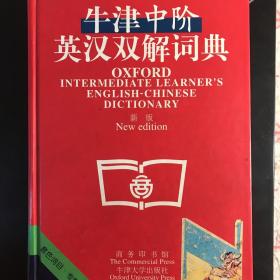 牛津中阶
英汉双解词典
OXFORD
INTERMEDIATE LEARNER'S
ENGLISH-CHINESE
DICTIONARY
新版
New edition
商务印书馆
The Commercial Press
牛津大学出版社
Oxford University Press